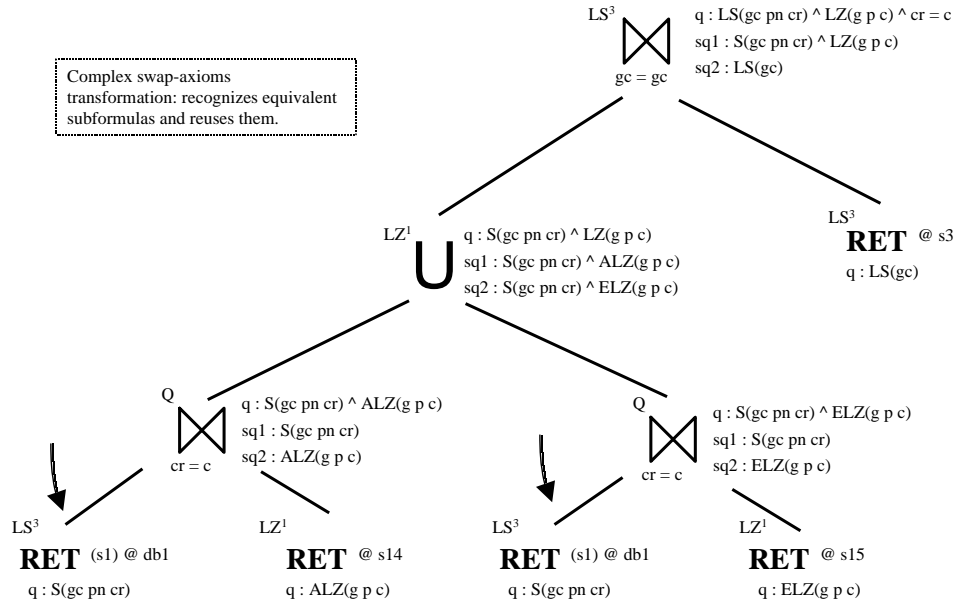 LS³
q : LS(gc pn cr) ^ LZ(g p c) ^ cr = c
sq1 : S(gc pn cr) ^ LZ(g p c)
sq2 : LS(gc)
gc = gc
Complex swap-axioms
transformation: recognizes equivalent
subformulas and reuses them.
LZ¹
U
q : S(gc pn cr) ^ LZ(g p c)
sq1 : S(gc pn cr) ^ ALZ(g p c)
sq2 : S(gc pn cr) ^ ELZ(g p c)
LS³
RET @ s3
q : LS(gc)
Q
q : S(gc pn cr) ^ ALZ(g p c)
sq1 : S(gc pn cr)
sq2 : ALZ(g p c)
cr = c
Q
q : S(gc pn cr) ^ ELZ(g p c)
sq1 : S(gc pn cr)
sq2 : ELZ(g p c)
cr = c
LS³
RET (s1) @ db1
q : S(gc pn cr)
LZ¹
RET @ s14
q : ALZ(g p c)
LS³
RET (s1) @ db1
q : S(gc pn cr)
LZ¹
RET @ s15
q : ELZ(g p c)